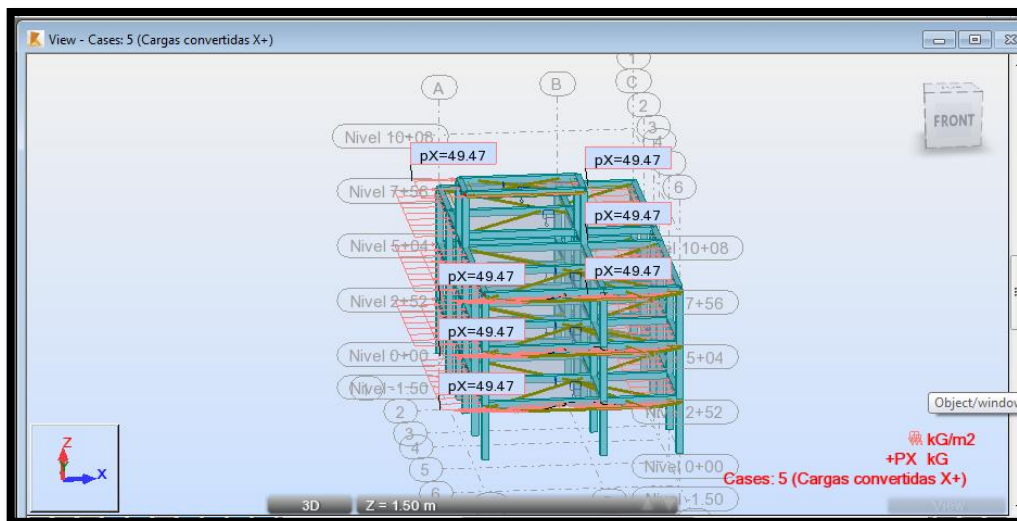 View - Cases: 5 (Cargas convertidas X+)
1
A
B
C
2
3
4
6
FRONT
Nivel 10+08
pX=49.47
pX=49.47
Nivel 7+56
pX=49.47
Nivel 5+04
Nivel 10+08
pX=49.47
pX=49.47
Nivel 2+52
7+56
pX=49.47
Nivel 0+00
5+04
Nivel -1.50
pX=49.47
Object/window
2
Nivel 2+52
3
4
kG/m2
5
Nivel 0+00
+PX kG
Cases: 5 (Cargas convertidas X+)
6
Z
X
3D
Z = 1.50 m
-1.50
View